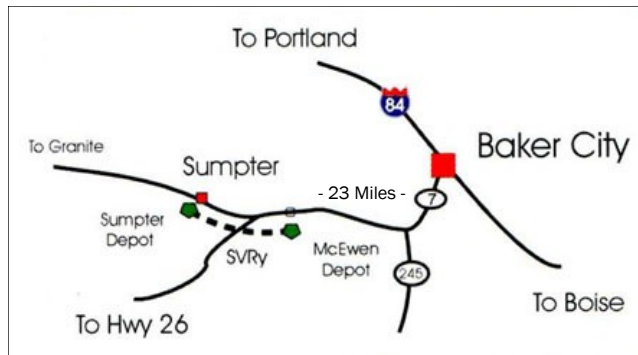 To Portland
84
Baker City
To Granite
Sumpter
- 23 Miles -
7
Sumpter
Depot
SVRy
McEwen
Depot
245
To Boise
To Hwy 26